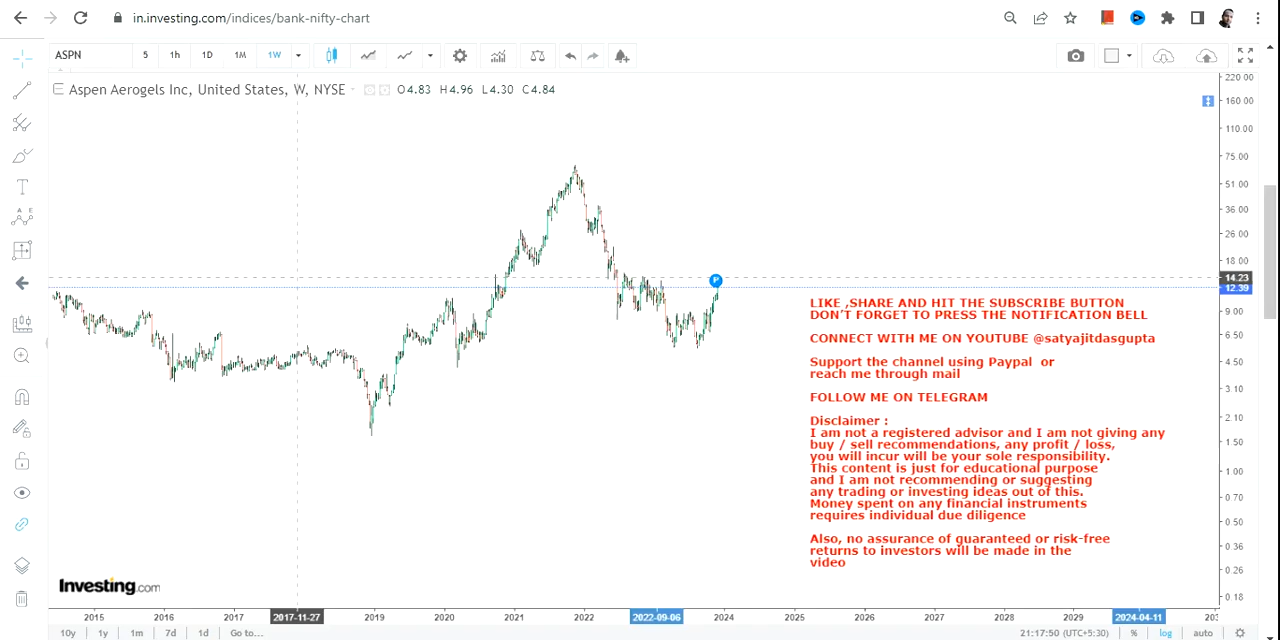 in.investing.com/indices/bank-nifty-chart
ASPN 5 1h 1D 1M 1W
Aspen Aerogels Inc, United States, W, NYSE O4.83 H4.96 L4.30 C4.84
220.00
160.00
110.00
75.00
51.00
36.00
26.00
18.00
14.23
12.39
9.00
6.50
4.50
3.10
2.10
1.50
1.00
0.70
0.50
0.36
0.26
0.18
P
LIKE ,SHARE AND HIT THE SUBSCRIBE BUTTON
DON'T FORGET TO PRESS THE NOTIFICATION BELL
CONNECT WITH ME ON YOUTUBE @satyajitdasgupta
Support the channel using Paypal or
reach me through mail
FOLLOW ME ON TELEGRAM
Disclaimer :
I am not a registered advisor and I am not giving any
buy / sell recommendations, any profit / loss,
you will incur will be your sole responsibility.
This content is just for educational purpose
and I am not recommending or suggesting
any trading or investing ideas out of this.
Money spent on any financial instruments
requires individual due diligence
Also, no assurance of guaranteed or risk-free
returns to investors will be made in the
video
Investing.com
2015 2016 2017 2017-11-27 2019 2020 2021 2022 2022-09-06 2024 2024-04-11 2025 2026 2027 2028 2029
10y 1y 1m 7d 1d Go to... 21:17:50 (UTC+5:30) % log auto